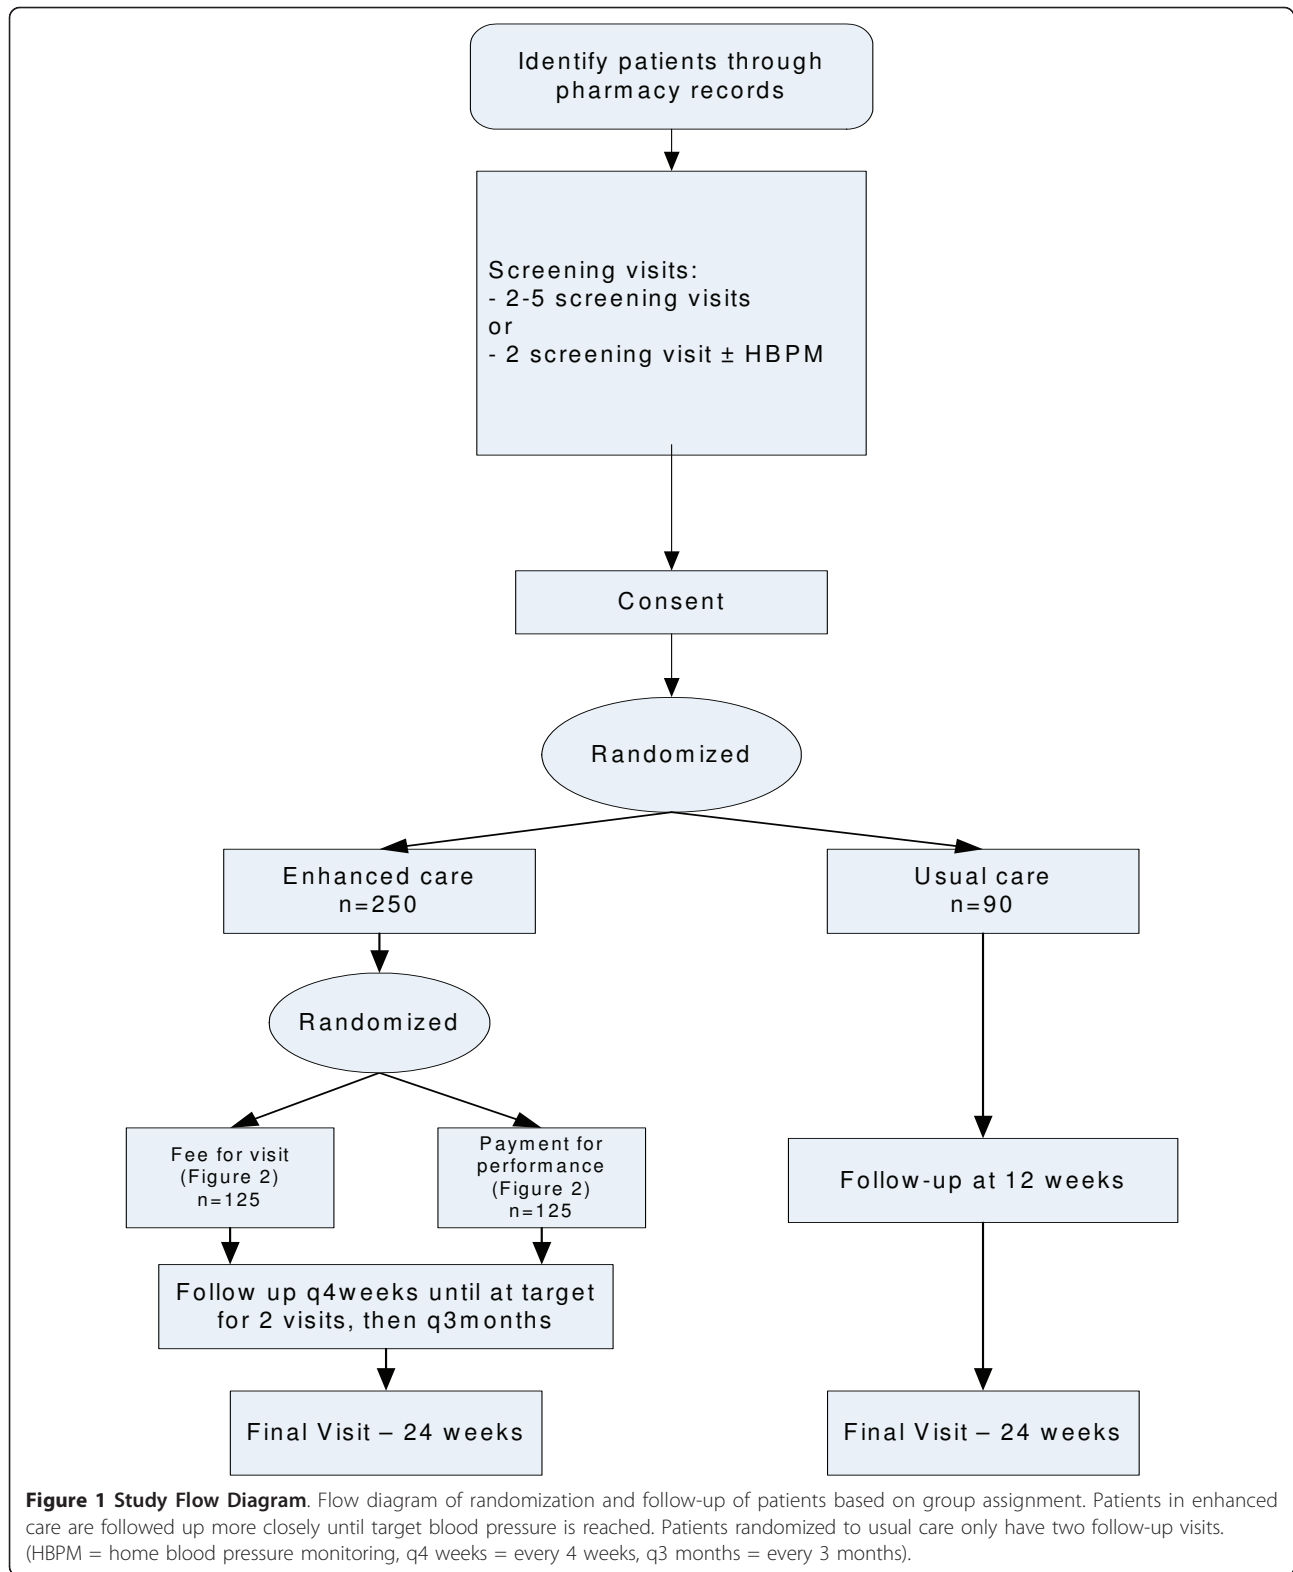 Identify patients through
pharmacy records
Screening visits:
- 2-5 screening visits
or
- 2 screening visit ± HBPM
Consent
Randomized
Enhanced care
n=250
Usual care
n=90
Randomized
Fee for visit
(Figure 2)
n=125
Payment for
performance
(Figure 2)
n=125
Follow-up at 12 weeks
Follow up q4weeks until at target
for 2 visits, then q3months
Final Visit – 24 weeks
Final Visit – 24 weeks
Figure 1 Study Flow Diagram. Flow diagram of randomization and follow-up of patients based on group assignment. Patients in enhanced
care are followed up more closely until target blood pressure is reached. Patients randomized to usual care only have two follow-up visits.
(HBPM = home blood pressure monitoring, q4 weeks = every 4 weeks, q3 months = every 3 months).